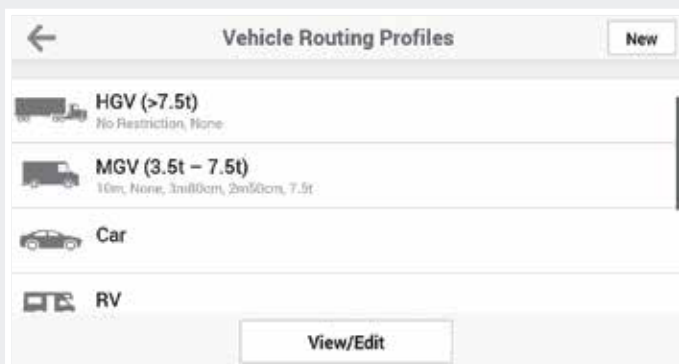 Vehicle Routing Profiles
New
HGV (>7.5t)
No Restriction, None
MGV (3.5t – 7.5t)
10m, None, 3m80cm, 2m50cm, 7.5t
Car
RV
View/Edit